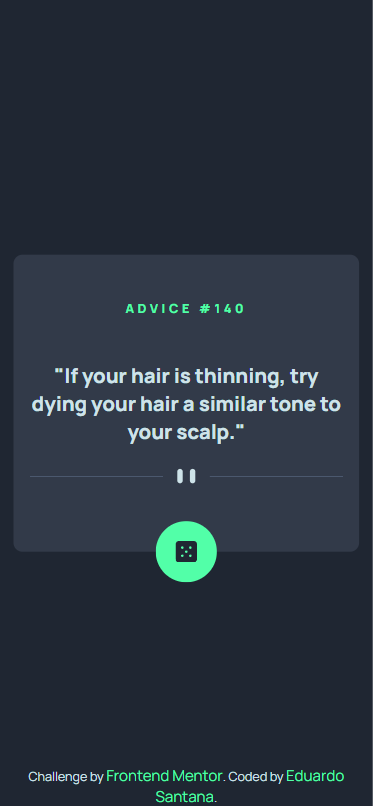 ADVICE #140
"If your hair is thinning, try
dying your hair a similar tone to
your scalp."
Challenge by Frontend Mentor. Coded by Eduardo
Santana.